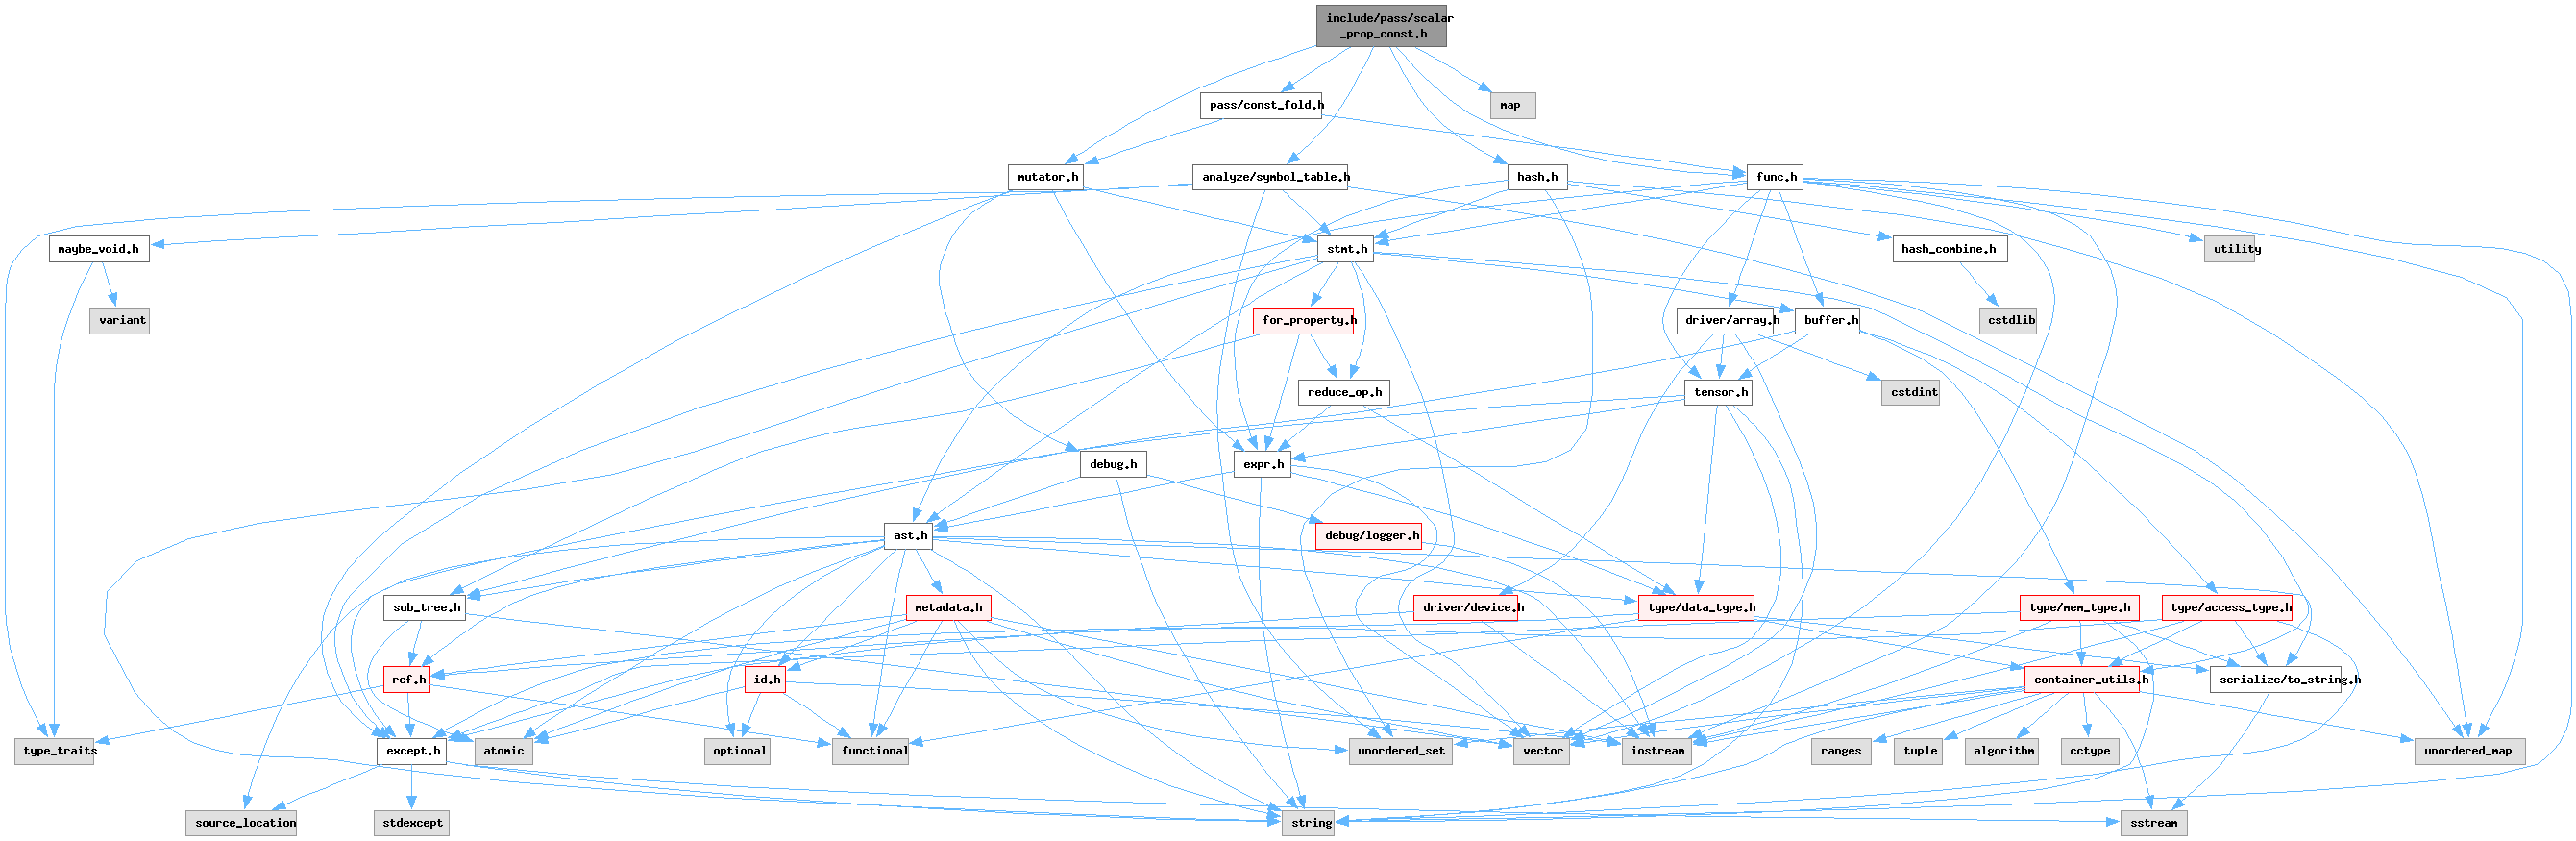 include/pass/scalar
_prop_const.h
pass/const_fold.h
map
mutator.h
analyze/symbol_table.h
hash.h
func.h
maybe_void.h
stmt.h
hash_combine.h
utility
variant
for_property.h
driver/array.h
buffer.h
cstdlib
reduce_op.h
tensor.h
cstdint
debug.h
expr.h
ast.h
debug/logger.h
sub_tree.h
metadata.h
driver/device.h
type/data_type.h
type/mem_type.h
type/access_type.h
ref.h
id.h
container_utils.h
serialize/to_string.h
type_traits
except.h
atomic
optional
functional
unordered_set
vector
iostream
ranges
tuple
algorithm
cctype
unordered_map
source_location
stdexcept
string
sstream